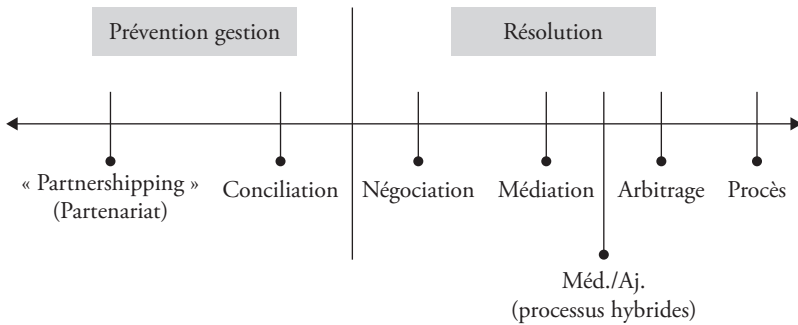 Prévention gestion
Résolution
« Partnershipping »
(Partenariat)
Conciliation
Négociation
Médiation
Arbitrage
Procès
Méd./Aj.
(processus hybrides)